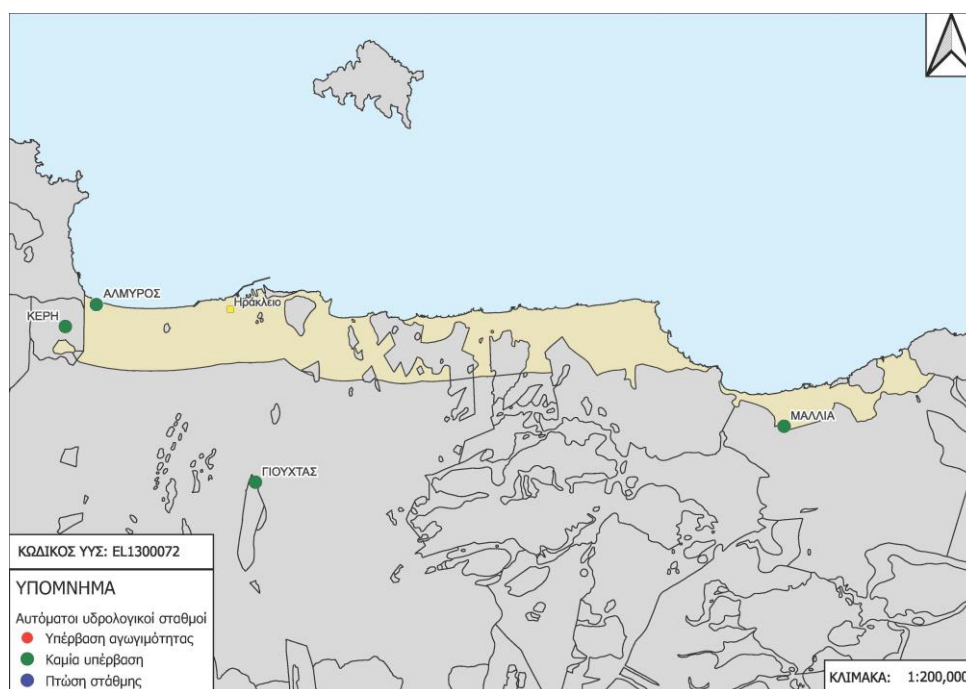 ΑΛΜΥΡΟΣ
Ηράκλειο
ΚΕΡΗ
ΜΑΛΛΙΑ
ΓΙΟΥΧΤΑΣ
ΚΩΔΙΚΟΣ ΥΥΣ: EL1300072
ΥΠΟΜΝΗΜΑ
Αυτόματοι υδρολογικοί σταθμοί
Υπέρβαση αγωγιμότητας
Καμία υπέρβαση
Πτώση στάθμης
ΚΛΙΜΑΚΑ: 1:200,000